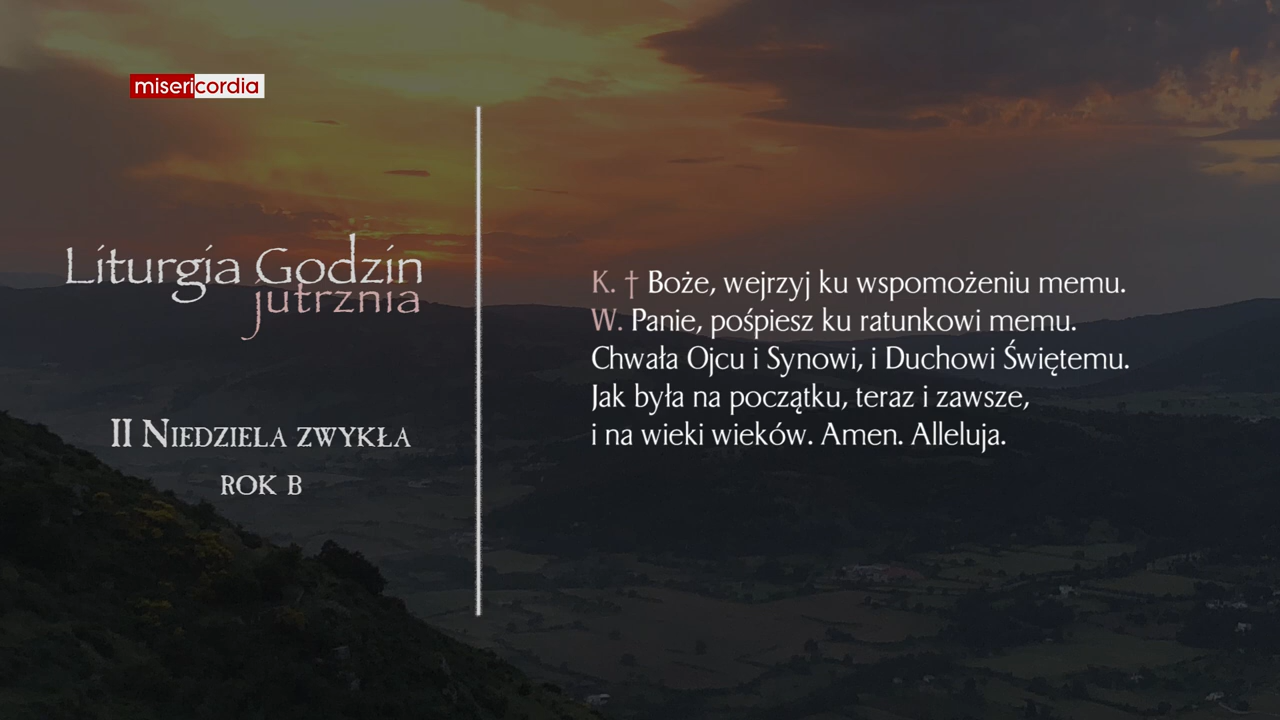 misericordia
Liturgia Godzin
jutrznia
II Niedziela zwykła
rok B
K. † Boże, wejrzyj ku wspomożeniu memu.
W. Panie, pośpiesz ku ratunkowi memu.
Chwała Ojcu i Synowi, i Duchowi Świętemu.
Jak była na początku, teraz i zawsze,
i na wieki wieków. Amen. Alleluja.